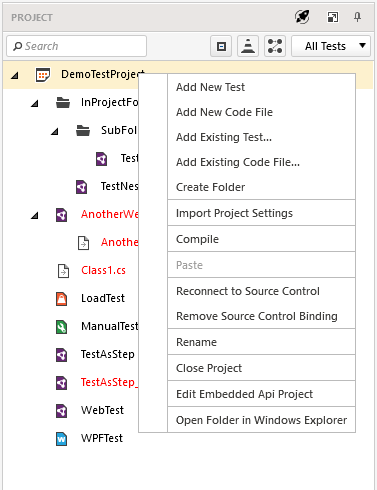 PROJECT
Search
All Tests
DemoTestProject
InProjectFo
SubFol
Test
TestNes
AnotherWe
Anothe
Class1.cs
LoadTest
ManualTest
TestAsStep
TestAsStep_
WebTest
WPFTest
Add New Test
Add New Code File
Add Existing Test...
Add Existing Code File...
Create Folder
Import Project Settings
Compile
Paste
Reconnect to Source Control
Remove Source Control Binding
Rename
Close Project
Edit Embedded Api Project
Open Folder in Windows Explorer